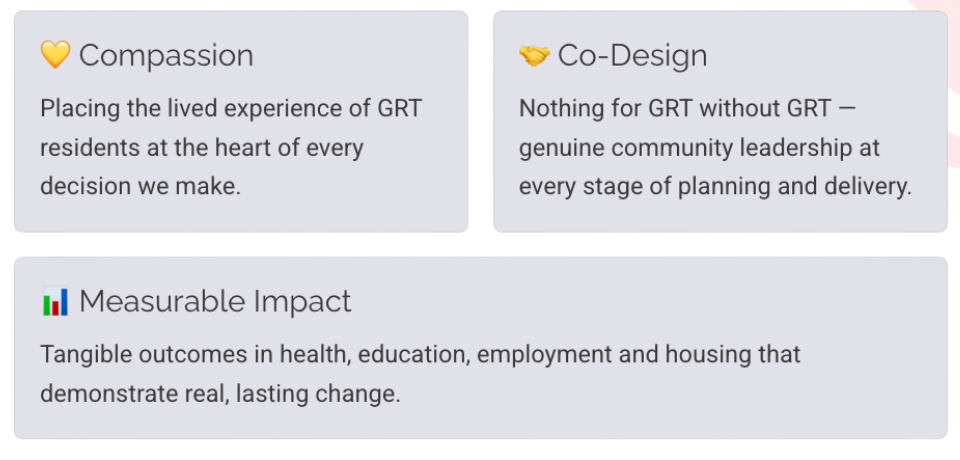 💛 Compassion
Placing the lived experience of GRT
residents at the heart of every
decision we make.
🤝 Co-Design
Nothing for GRT without GRT —
genuine community leadership at
every stage of planning and delivery.
📊 Measurable Impact
Tangible outcomes in health, education, employment and housing that
demonstrate real, lasting change.